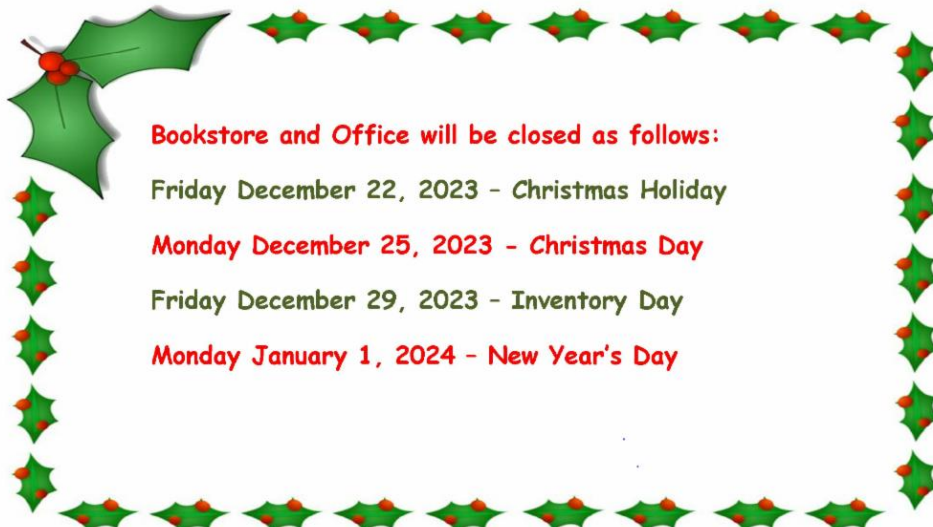 Bookstore and Office will be closed as follows:
Friday December 22, 2023 – Christmas Holiday
Monday December 25, 2023 - Christmas Day
Friday December 29, 2023 – Inventory Day
Monday January 1, 2024 – New Year’s Day